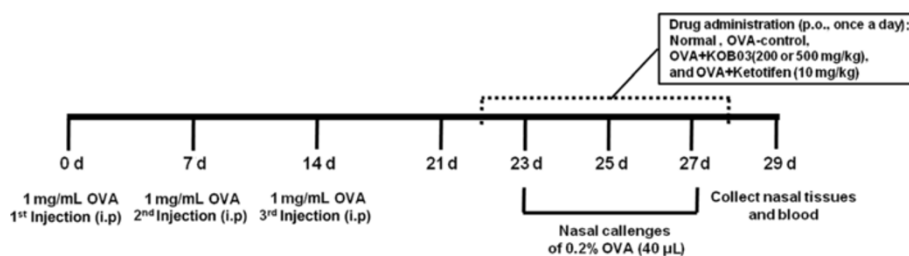 Drug administration (p.o., once a day):
Normal , OVA-control,
OVA+KOB03(200 or 500 mg/kg),
and OVA+Ketotifen (10 mg/kg)
0 d 7 d 14 d 21 d 23 d 25 d 27 d 29 d
1 mg/mL OVA 1 mg/mL OVA 1 mg/mL OVA Collect nasal tissues
1st Injection (i.p) 2nd Injection (i.p) 3rd Injection (i.p) and blood
Nasal callenges
of 0.2% OVA (40 µL)